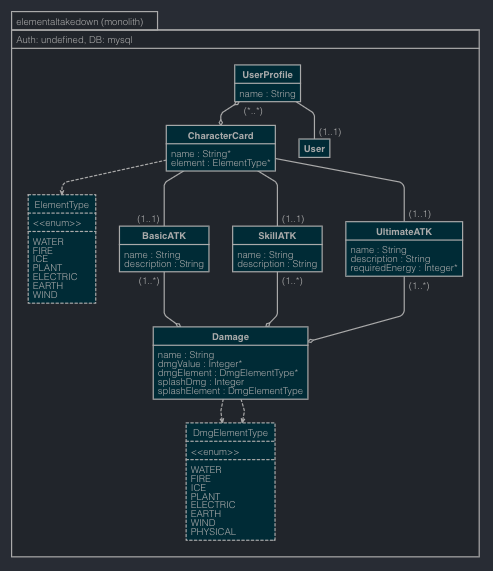 elementaltakedown (monolith)
Auth: undefined, DB: mysql
UserProfile
name : String
(*..*)
(1..1)
User
CharacterCard
name : String*
element : ElementType*
ElementType
<<enum>>
WATER
FIRE
ICE
PLANT
ELECTRIC
EARTH
WIND
(1..1)
BasicATK
name : String
description : String
(1..*)
(1..1)
SkillATK
name : String
description : String
(1..*)
(1..1)
UltimateATK
name : String
description : String
requiredEnergy : Integer*
(1..*)
Damage
name : String
dmgValue : Integer*
dmgElement : DmgElementType*
splashDmg : Integer
splashElement : DmgElementType
DmgElementType
<<enum>>
WATER
FIRE
ICE
PLANT
ELECTRIC
EARTH
WIND
PHYSICAL